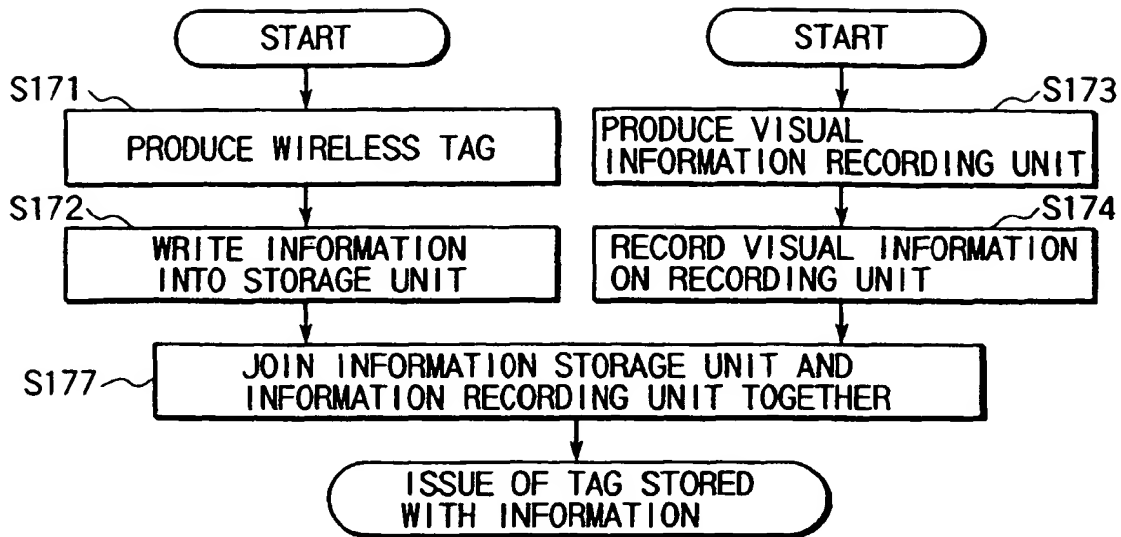 START
START
S171
S173
PRODUCE WIRELESS TAG
PRODUCE VISUAL
INFORMATION RECORDING UNIT
S172
S174
WRITE INFORMATION
INTO STORAGE UNIT
RECORD VISUAL INFORMATION
ON RECORDING UNIT
S177
JOIN INFORMATION STORAGE UNIT AND
INFORMATION RECORDING UNIT TOGETHER
ISSUE OF TAG STORED
WITH INFORMATION